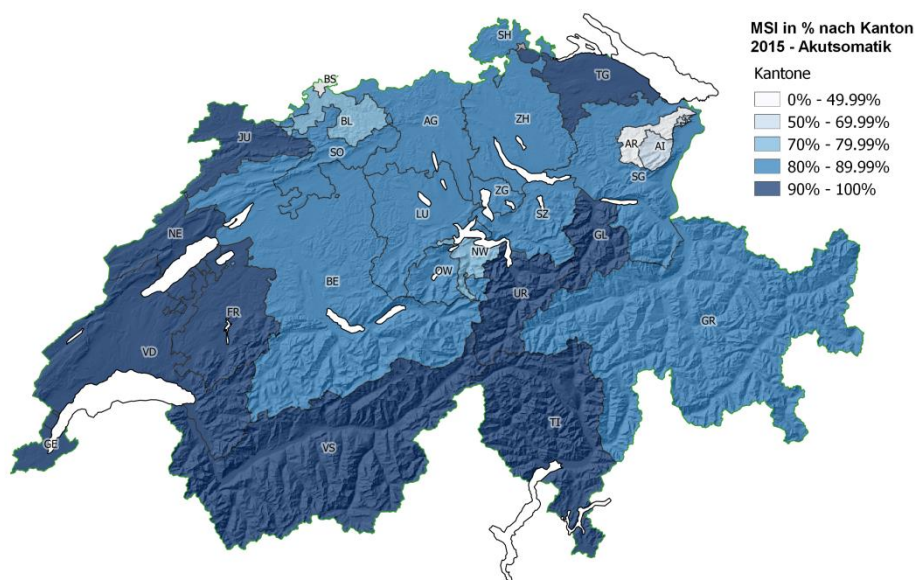 MSI in % nach Kanton
2015 - Akutsomatik
Kantone
0% - 49.99%
50% - 69.99%
70% - 79.99%
80% - 89.99%
90% - 100%
SH
TG
BS
BL
AG
ZH
JU
SO
AR
AI
SG
ZG
LU
SZ
NE
NW
GL
OW
BE
UR
FR
GR
VD
TI
VS
GE